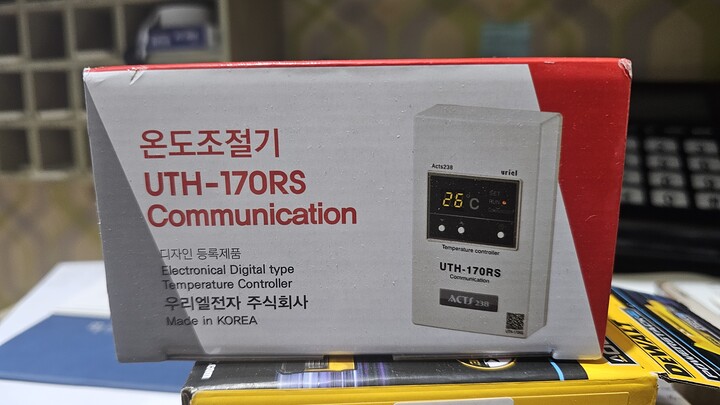 온도조절기
UTH-170RS
Communication
디자인 등록제품
Electronical Digital type
Temperature Controller
우리엘전자 주식회사
Made in KOREA
Acts238 uriel
26 °C
Temperature controller
UTH-170RS
Communication
ACTS 238
DEWALT